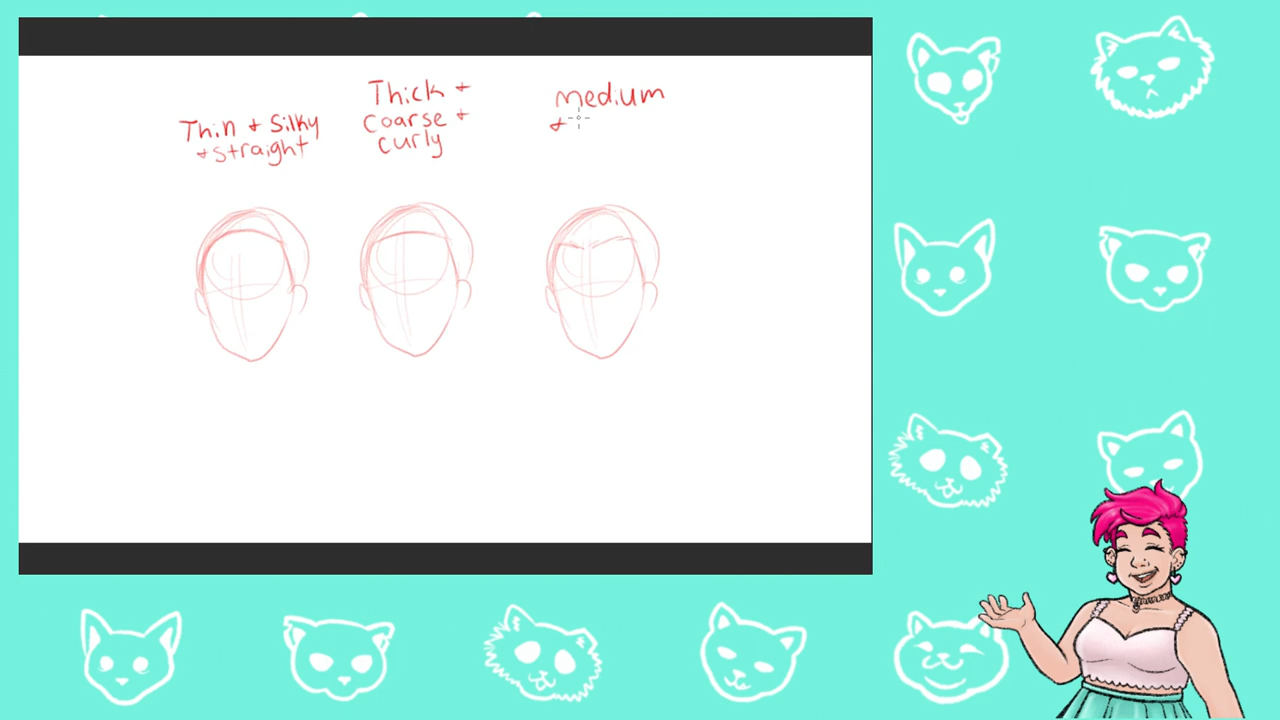 Thin + Silky
+ straight
Thick +
coarse +
curly
medium
+